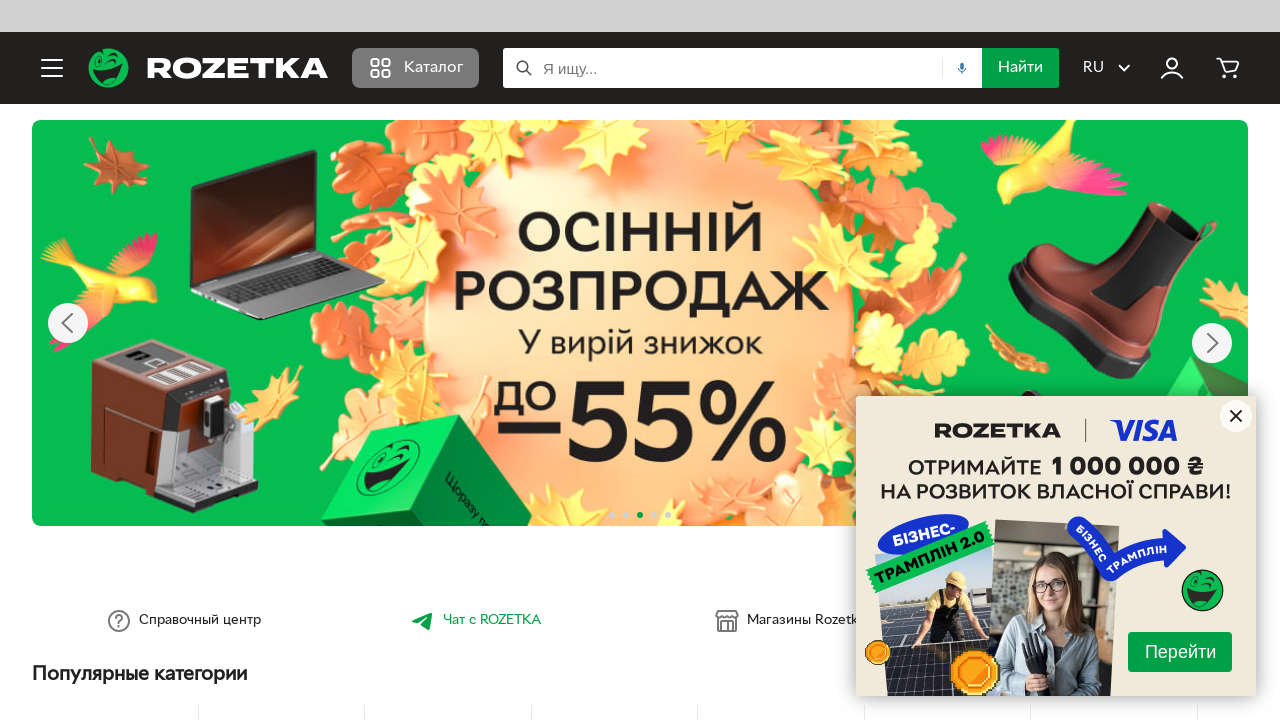 ROZETKA
Каталог
Я ищу...
Найти
RU
ОСІННІЙ
РОЗПРОДАЖ
У вирій знижок
ДО -55%
Щоразу
ROZETKA | VISA
ОТРИМАЙТЕ 1 000 000 ₴
НА РОЗВИТОК ВЛАСНОЇ СПРАВИ!
БІЗНЕС-
ТРАМПЛІН 2.0
БІЗНЕС
ТРАМПЛІН
Перейти
Справочный центр
Чат с ROZETKA
Магазины
Популярные категории